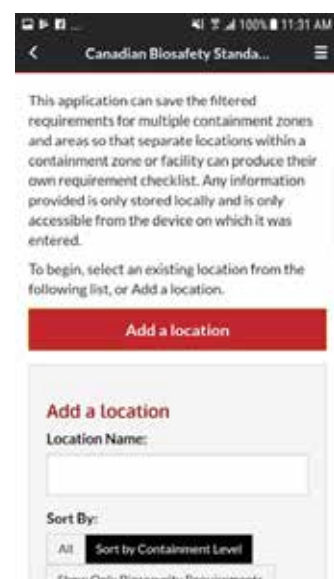 ... 100% 11:31 AM
Canadian Biosafety Standa...
This application can save the filtered
requirements for multiple containment zones
and areas so that separate locations within a
containment zone or facility can produce their
own requirement checklist. Any information
provided is only stored locally and is only
accessible from the device on which it was
entered.
To begin, select an existing location from the
following list, or Add a location.
Add a location
Add a location
Location Name:
Sort By:
All Sort by Containment Level
Show Only Biosecurity Requirements